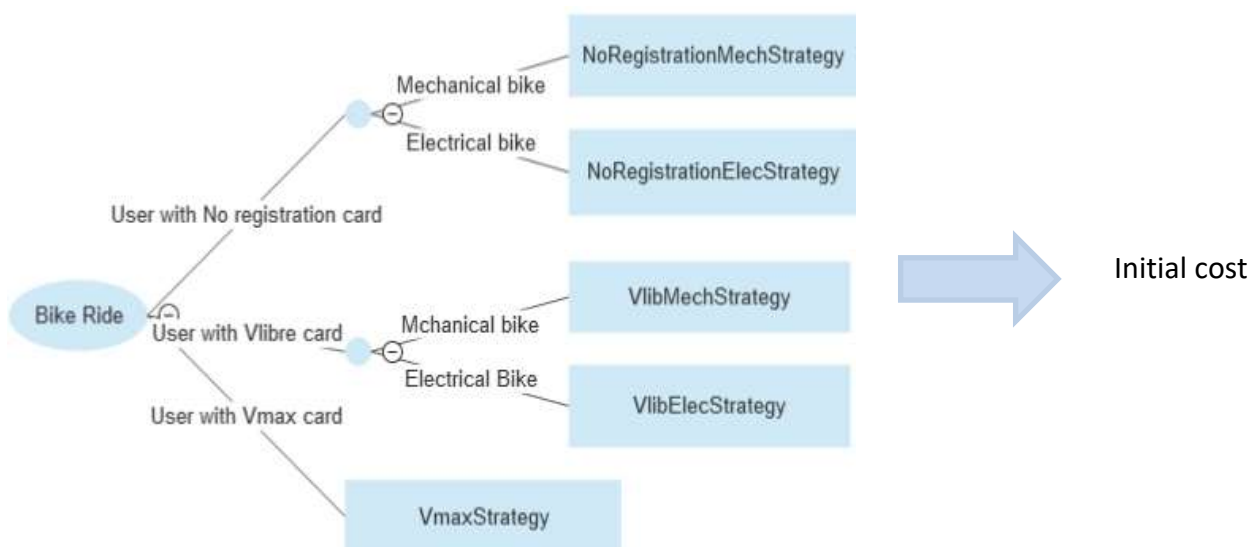 NoRegistrationMechStrategy
Mechanical bike
Electrical bike
NoRegistrationElecStrategy
User with No registration card
Initial cost
Bike Ride
VlibMechStrategy
User with Vlibre card
Mchanical bike
Electrical Bike
VlibElecStrategy
User with Vmax card
VmaxStrategy